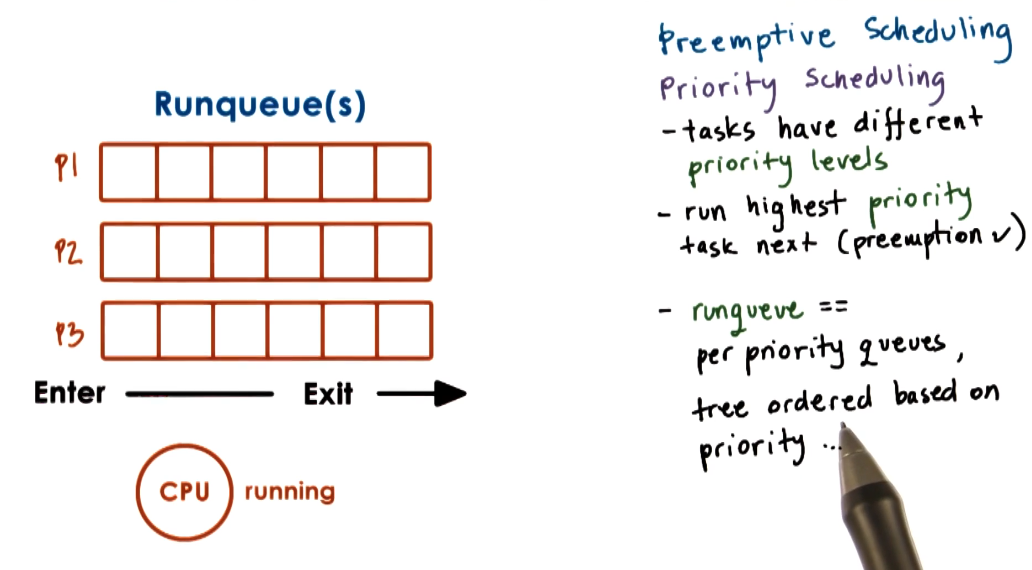 Runqueue(s)
P1
P2
P3
Enter
Exit
CPU
running
Preemptive Scheduling
Priority Scheduling
- tasks have different
priority levels
- run highest priority
task next (preemption ✓)
- runqueue ==
per priority queues,
tree ordered based on
priority ...